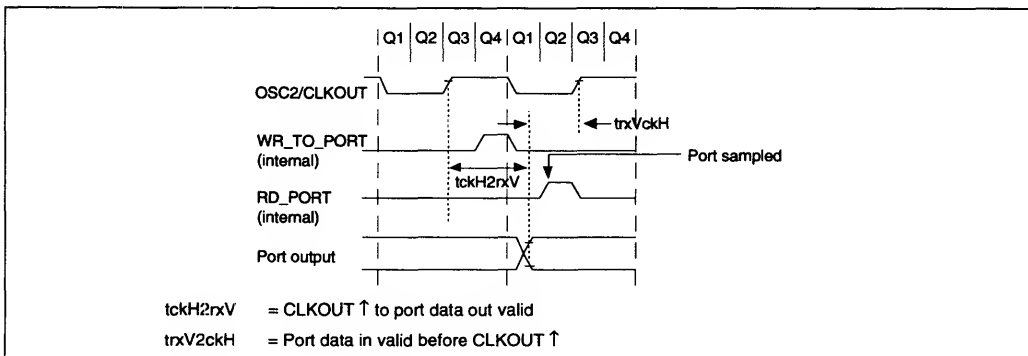 Q1 Q2 Q3 Q4 Q1 Q2 Q3 Q4
OSC2/CLKOUT
trxVckH
WR_TO_PORT
(internal)
Port sampled
tckH2rxV
RD_PORT
(internal)
Port output
tckH2rxV = CLKOUT ↑ to port data out valid
trxV2ckH = Port data in valid before CLKOUT ↑